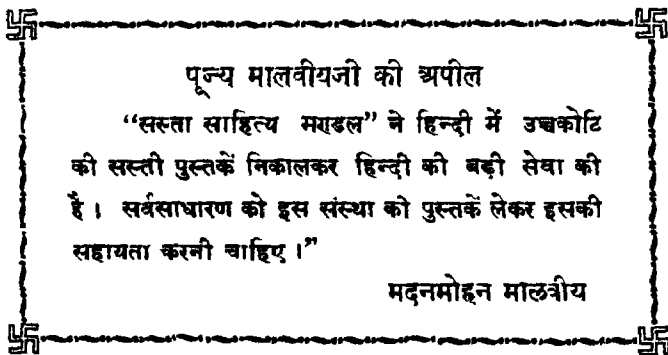 पूज्य मालवीयजी की अपील
“सस्ता साहित्य मण्डल” ने हिन्दी में उच्चकोटि
की सस्ती पुस्तकें निकालकर हिन्दी की बड़ी सेवा की
है। सर्वसाधारण को इस संस्था की पुस्तकें लेकर इसकी
सहायता करनी चाहिए।”
मदनमोहन मालवीय